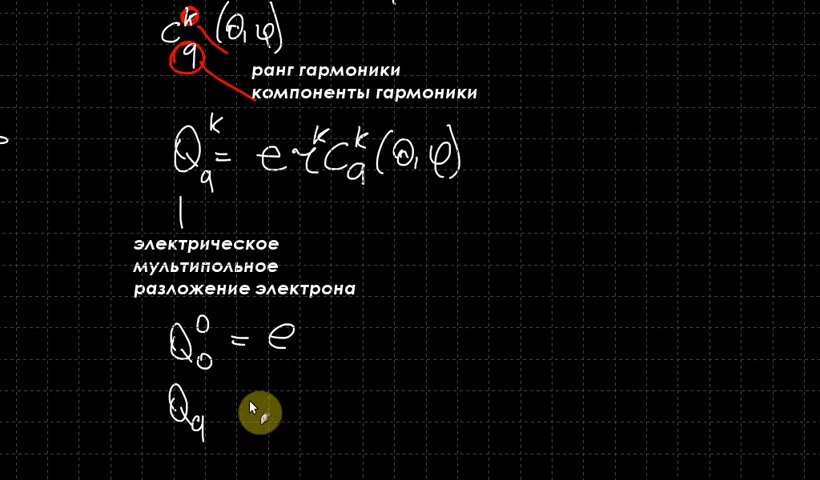 C^k_q (θ, φ)
ранг гармоники
компоненты гармоники
Q^k_q = e r^k C^k_q (θ, φ)
электрическое
мультипольное
разложение электрона
Q^0_0 = e
Q_q